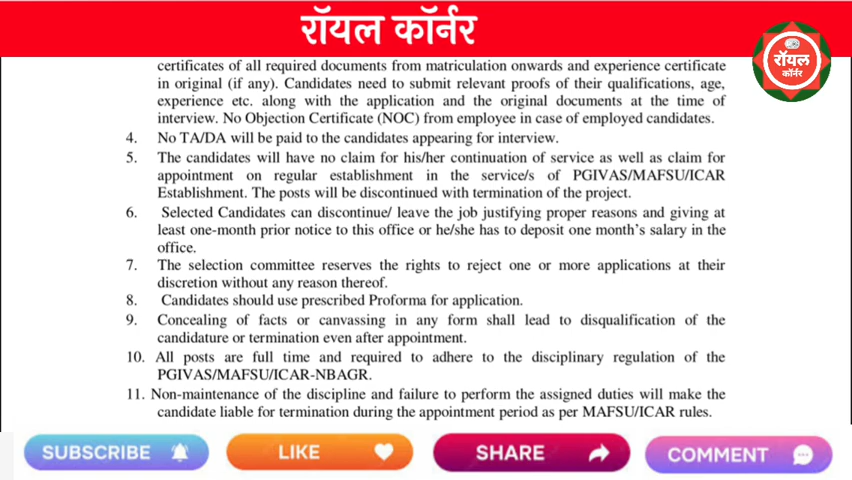 रॉयल कॉर्नर
रॉयल
कॉर्नर
certificates of all required documents from matriculation onwards and experience certificate
in original (if any). Candidates need to submit relevant proofs of their qualifications, age,
experience etc. along with the application and the original documents at the time of
interview. No Objection Certificate (NOC) from employee in case of employed candidates.
4. No TA/DA will be paid to the candidates appearing for interview.
5. The candidates will have no claim for his/her continuation of service as well as claim for
appointment on regular establishment in the service/s of PGIVAS/MAFSU/ICAR
Establishment. The posts will be discontinued with termination of the project.
6. Selected Candidates can discontinue/ leave the job justifying proper reasons and giving at
least one-month prior notice to this office or he/she has to deposit one month's salary in the
office.
7. The selection committee reserves the rights to reject one or more applications at their
discretion without any reason thereof.
8. Candidates should use prescribed Proforma for application.
9. Concealing of facts or canvassing in any form shall lead to disqualification of the
candidature or termination even after appointment.
10. All posts are full time and required to adhere to the disciplinary regulation of the
PGIVAS/MAFSU/ICAR-NBAGR.
11. Non-maintenance of the discipline and failure to perform the assigned duties will make the
candidate liable for termination during the appointment period as per MAFSU/ICAR rules.
SUBSCRIBE
LIKE
SHARE
COMMENT